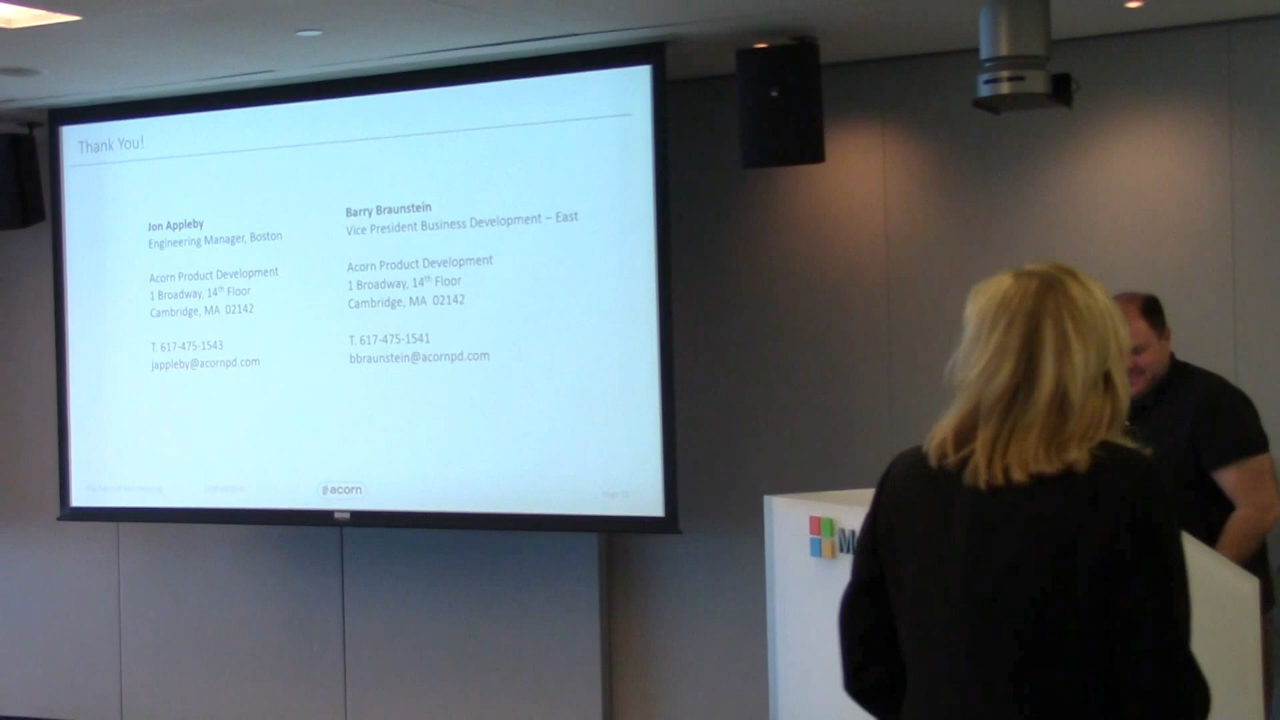 Thank You!
Jon Appleby
Engineering Manager, Boston
Acorn Product Development
1 Broadway, 14th Floor
Cambridge, MA 02142
T. 617-475-1543
jappleby@acornpd.com
Barry Braunstein
Vice President Business Development – East
Acorn Product Development
1 Broadway, 14th Floor
Cambridge, MA 02142
T. 617-475-1541
bbraunstein@acornpd.com
acorn